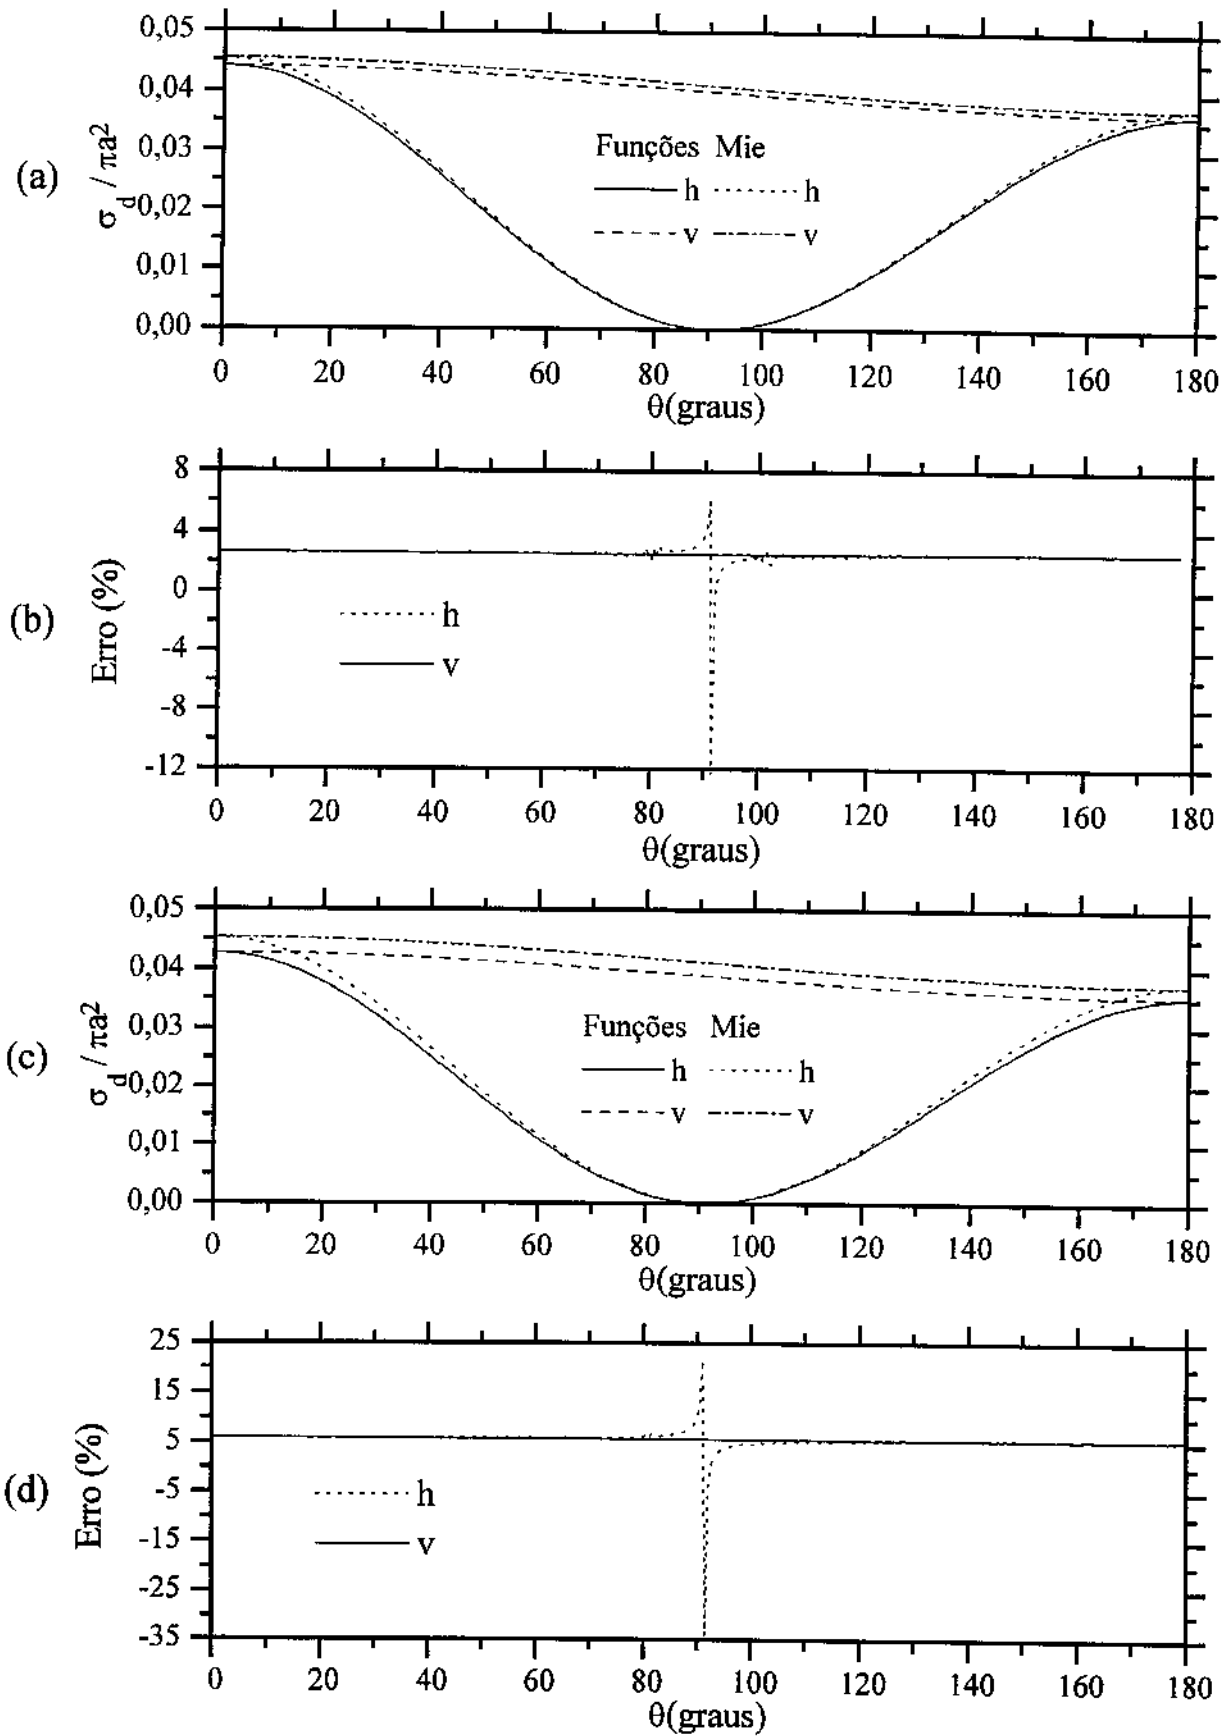 (a)
σd / πa²
0,05
0,04
0,03
0,02
0,01
0,00
Funções Mie
h h
v v
0 20 40 60 80 100 120 140 160 180
θ(graus)
(b)
Erro (%)
8
4
0
-4
-8
-12
h
v
0 20 40 60 80 100 120 140 160 180
θ(graus)
(c)
σd / πa²
0,05
0,04
0,03
0,02
0,01
0,00
Funções Mie
h h
v v
0 20 40 60 80 100 120 140 160 180
θ(graus)
(d)
Erro (%)
25
15
5
-5
-15
-25
-35
h
v
0 20 40 60 80 100 120 140 160 180
θ(graus)